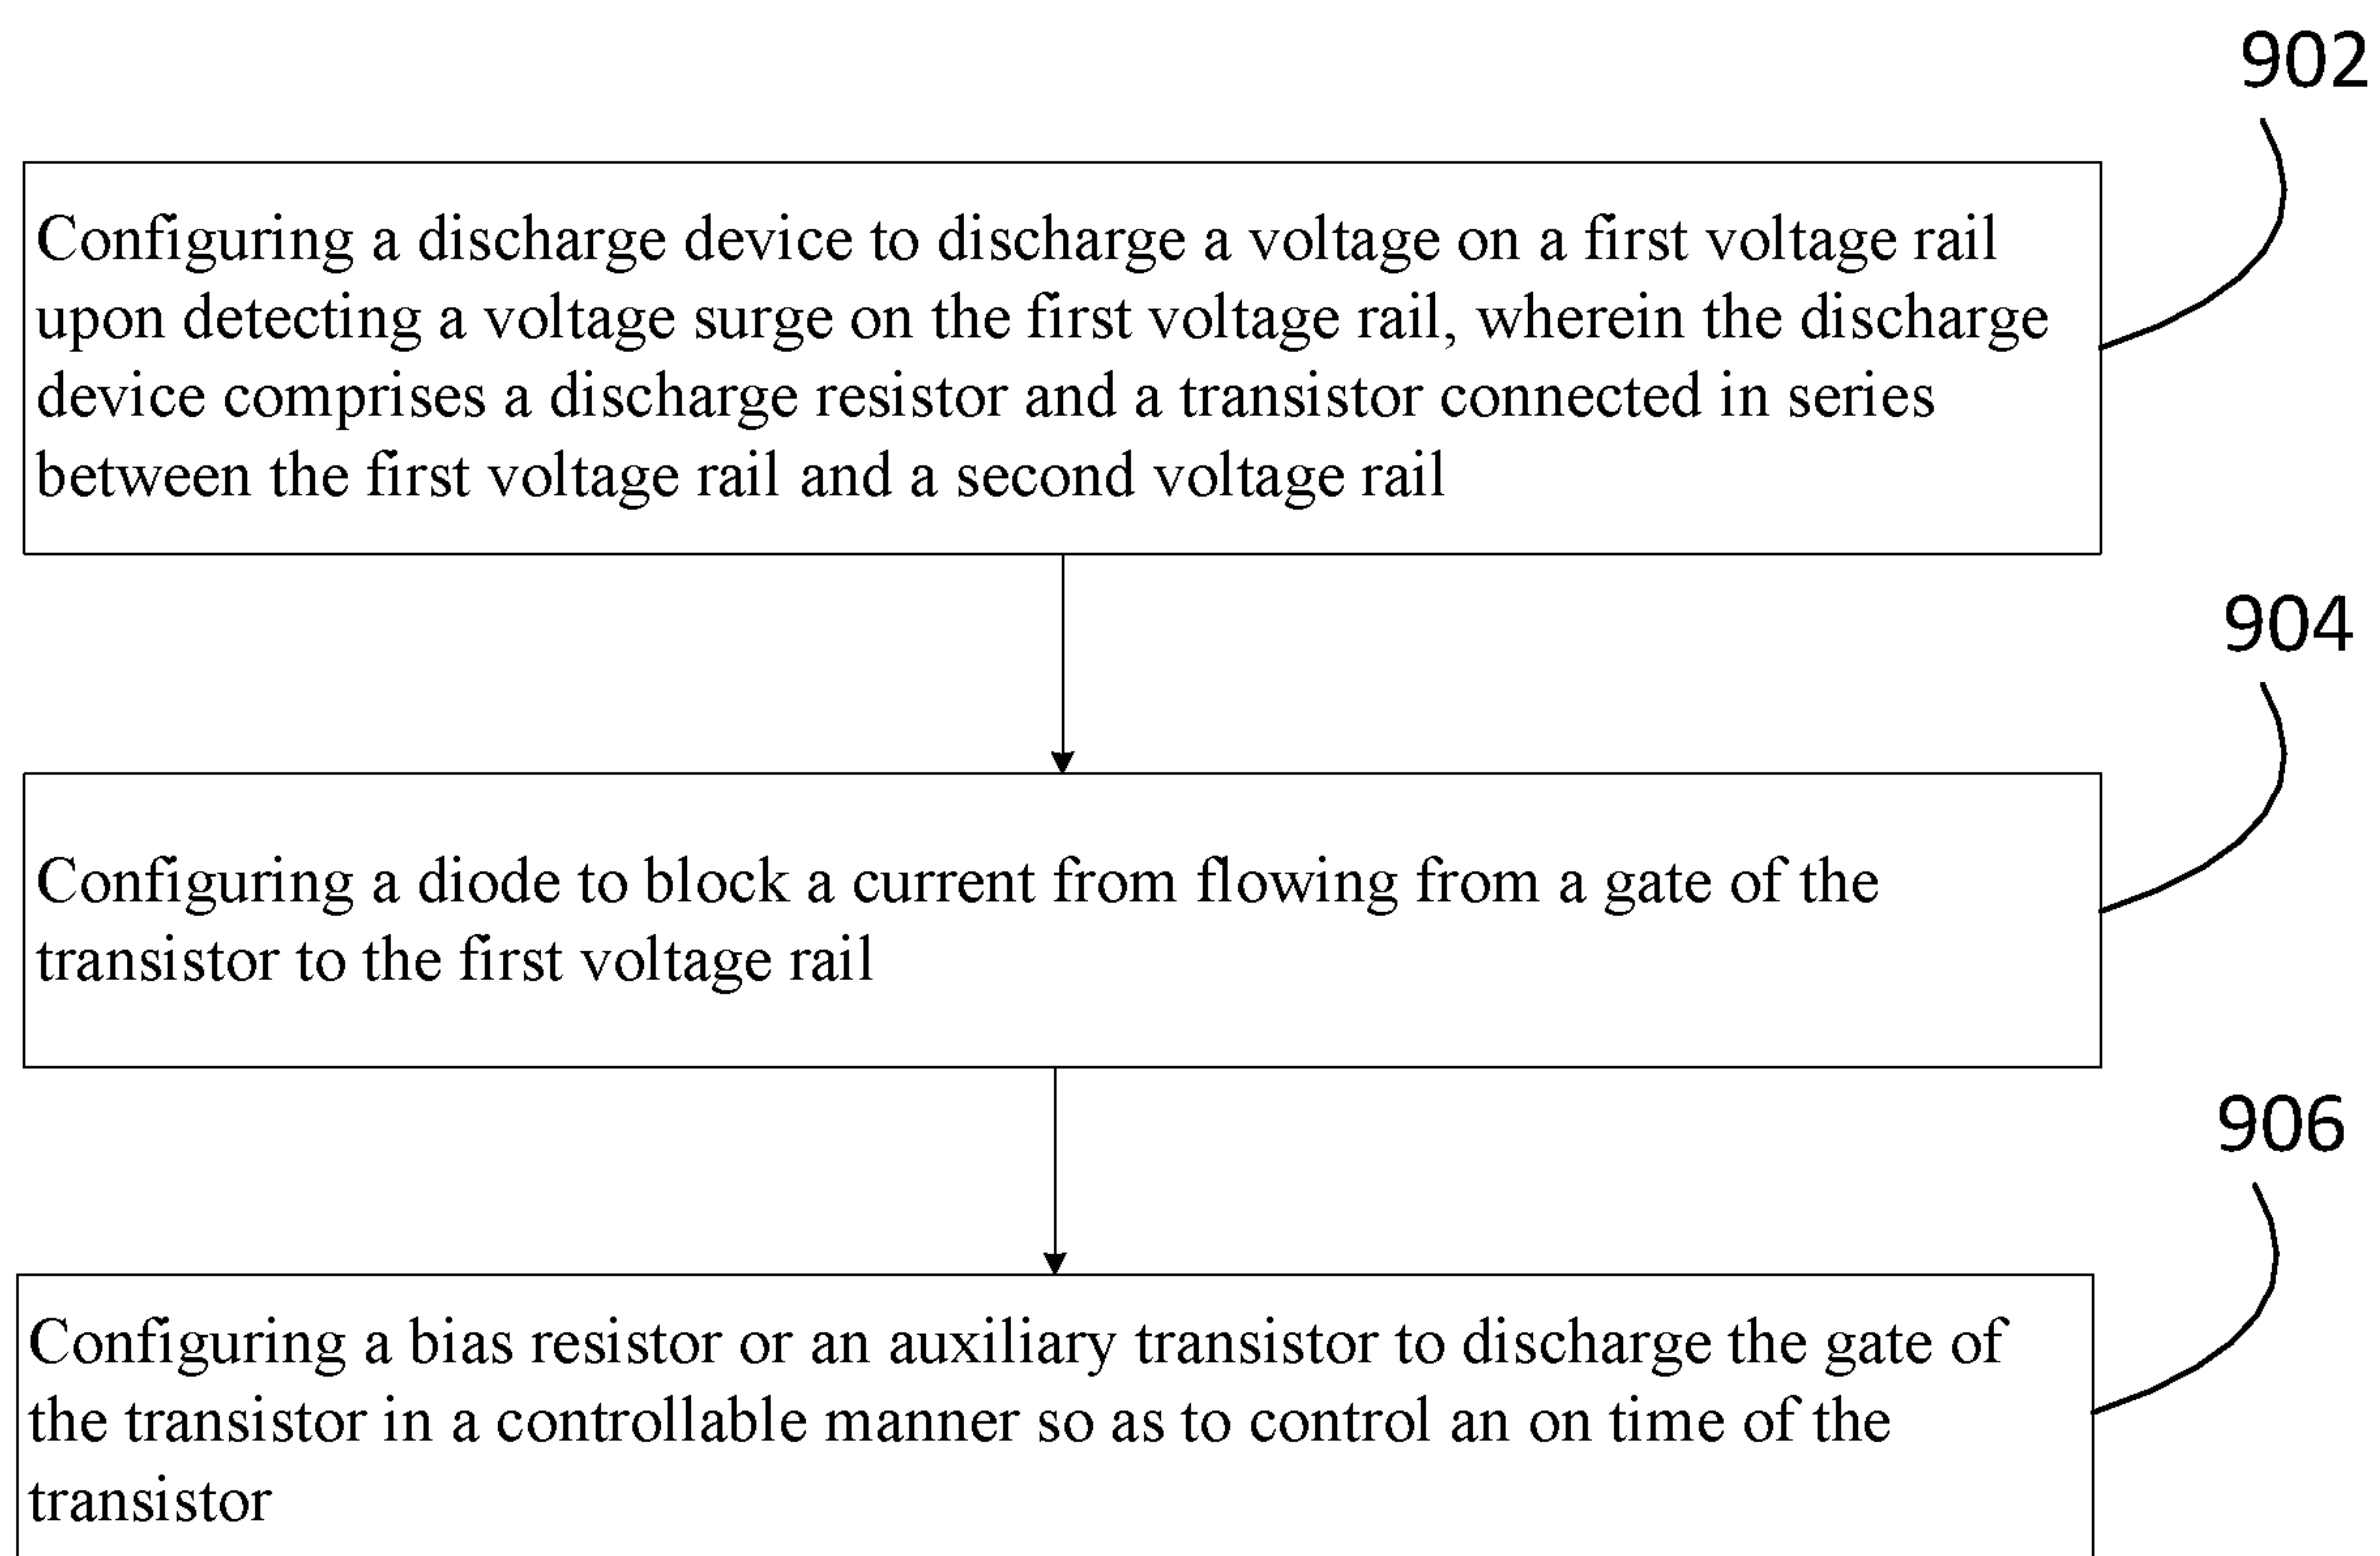 902
Configuring a discharge device to discharge a voltage on a first voltage rail
upon detecting a voltage surge on the first voltage rail, wherein the discharge
device comprises a discharge resistor and a transistor connected in series
between the first voltage rail and a second voltage rail
904
Configuring a diode to block a current from flowing from a gate of the
transistor to the first voltage rail
906
Configuring a bias resistor or an auxiliary transistor to discharge the gate of
the transistor in a controllable manner so as to control an on time of the
transistor